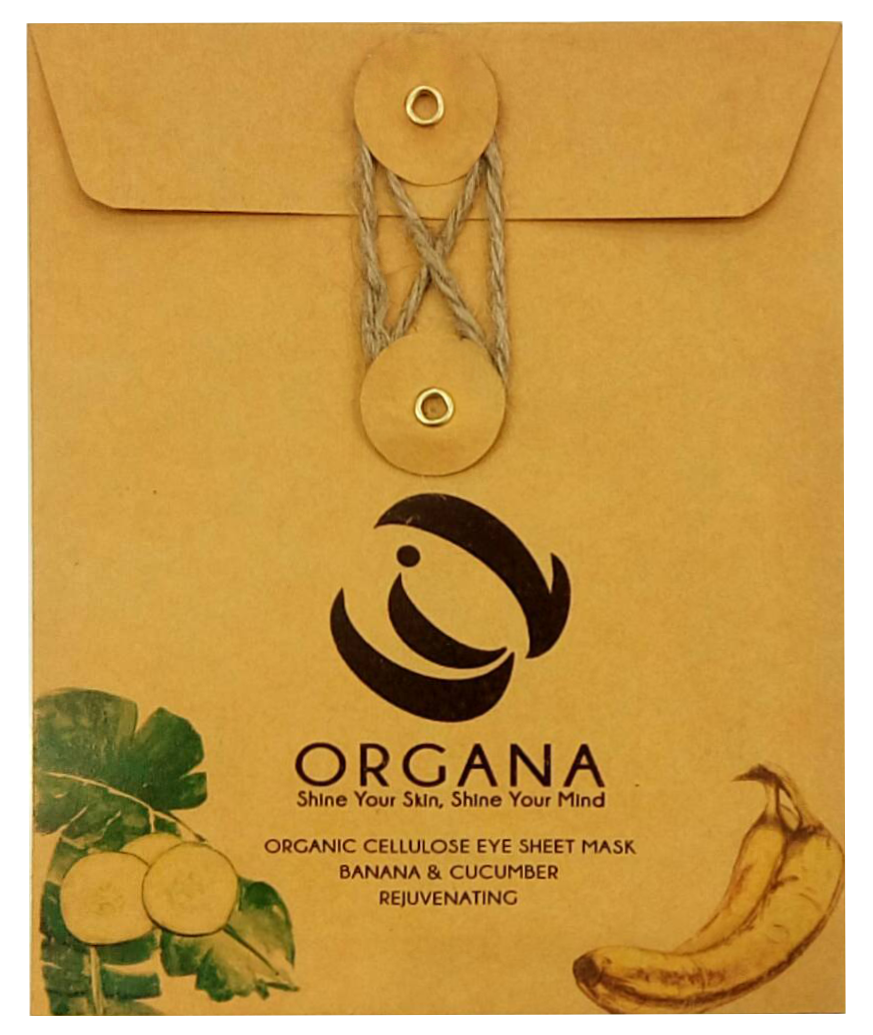 ORGANA
Shine Your Skin, Shine Your Mind
ORGANIC CELLULOSE EYE SHEET MASK
BANANA & CUCUMBER
REJUVENATING